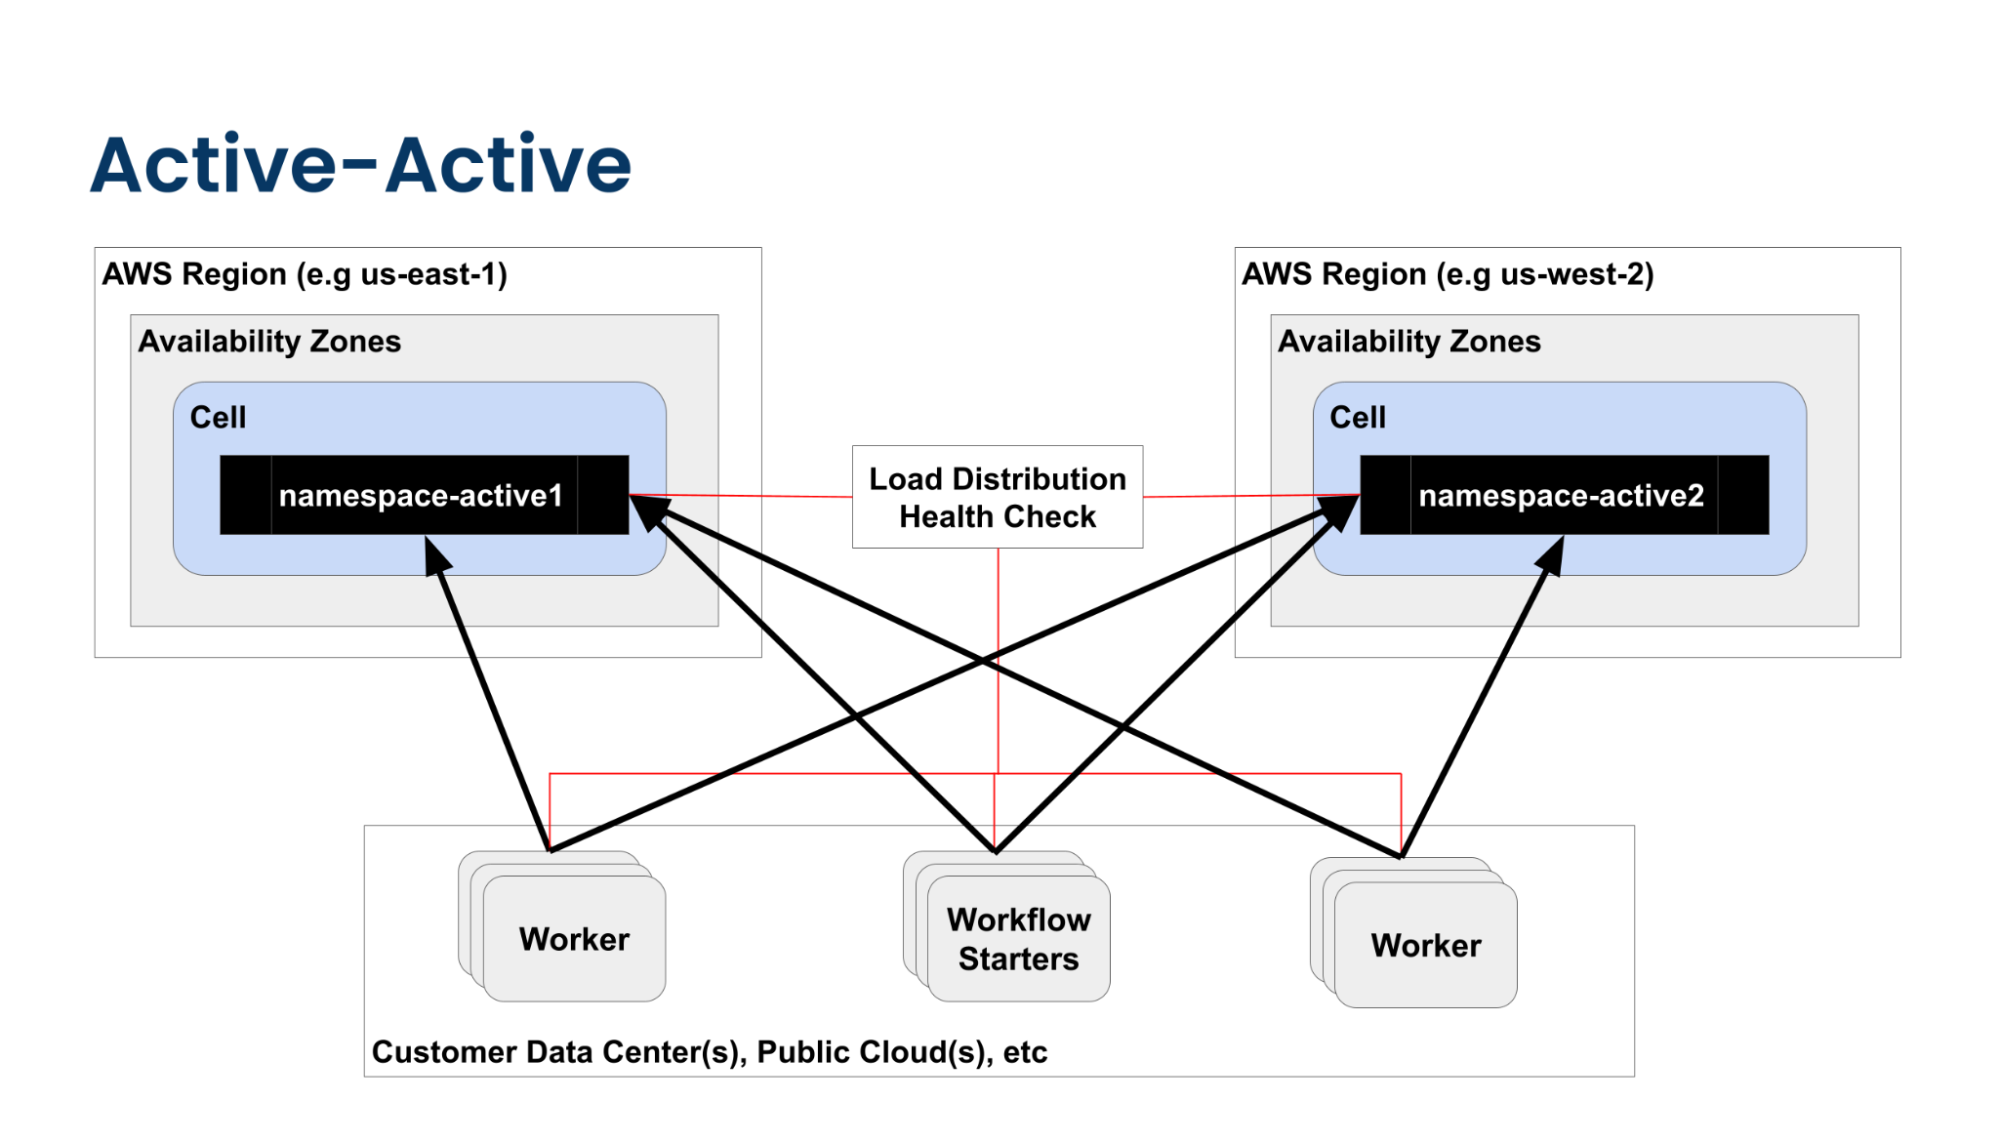 Active-Active
AWS Region (e.g us-east-1)
Availability Zones
Cell
namespace-active1
Load Distribution
Health Check
AWS Region (e.g us-west-2)
Availability Zones
Cell
namespace-active2
Worker
Workflow
Starters
Worker
Customer Data Center(s), Public Cloud(s), etc